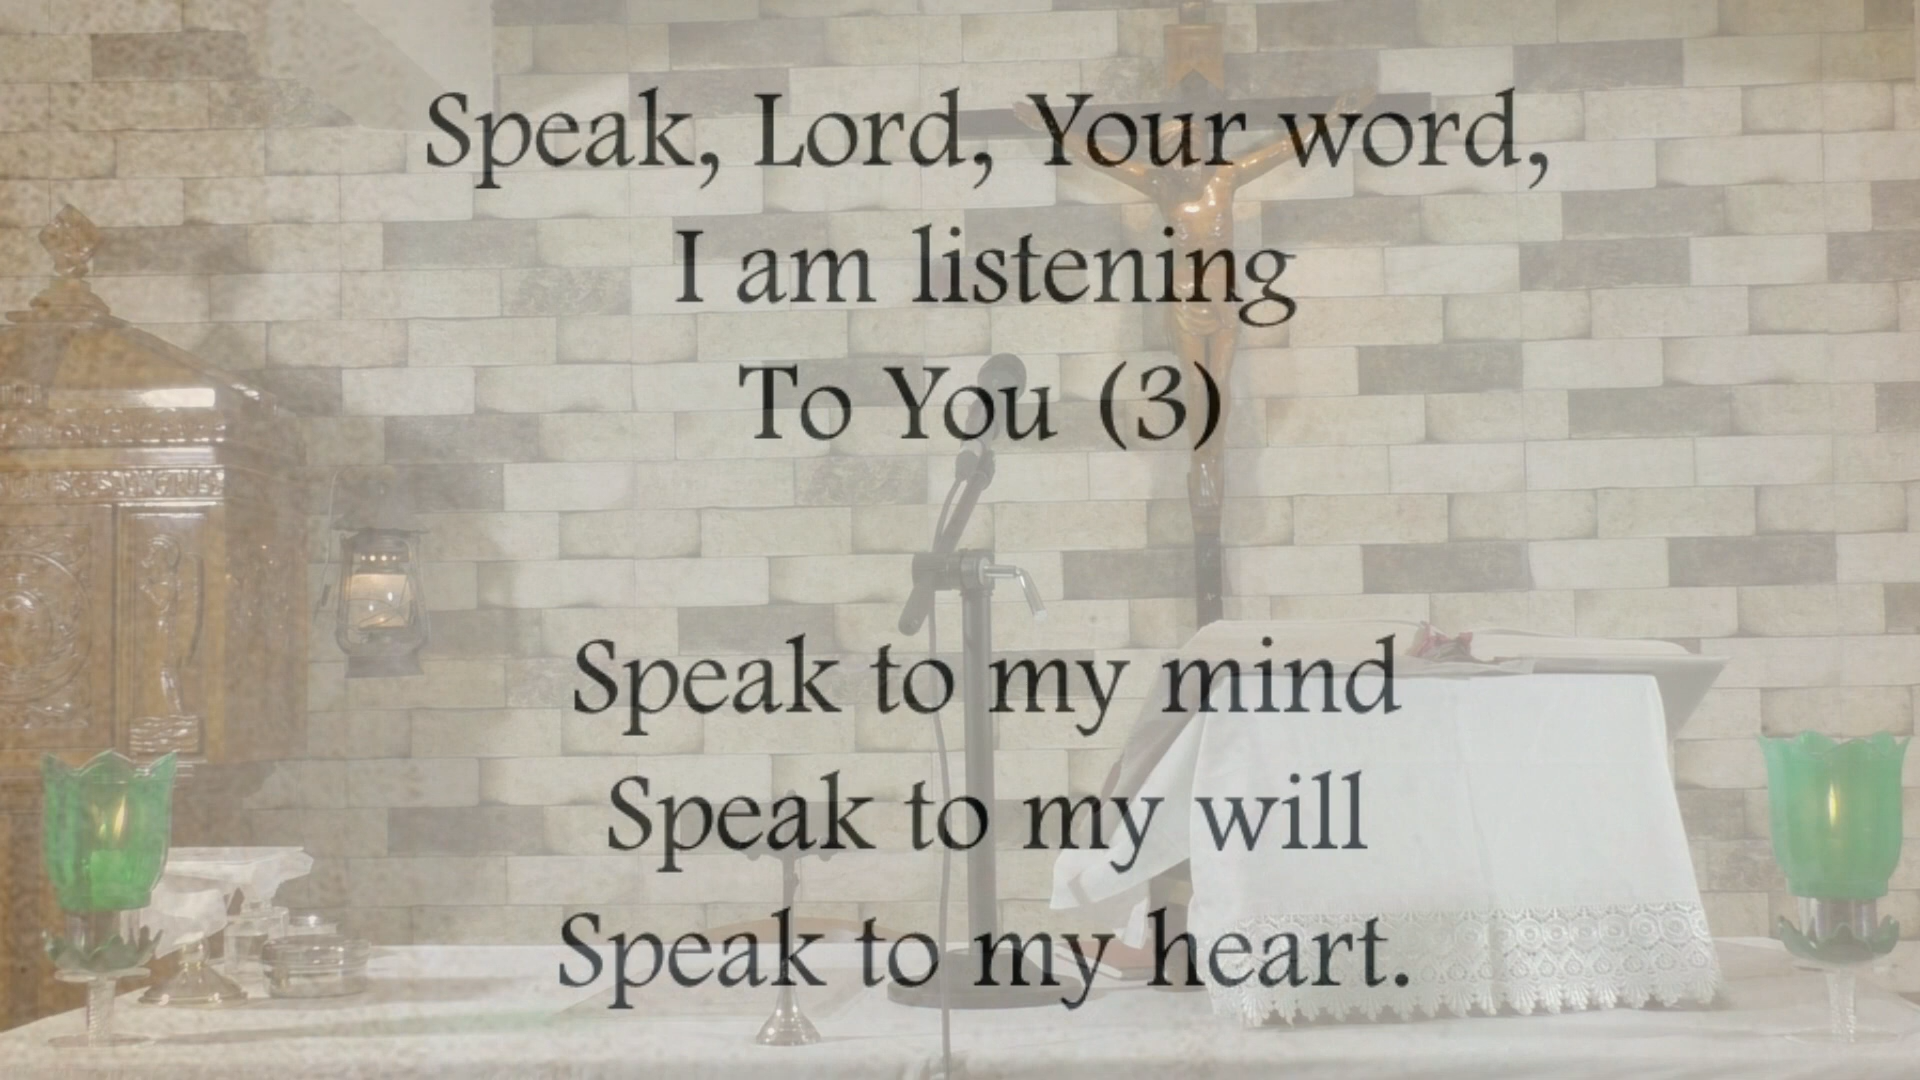 Speak, Lord, Your word,
I am listening
To You (3)
Speak to my mind
Speak to my will
Speak to my heart.